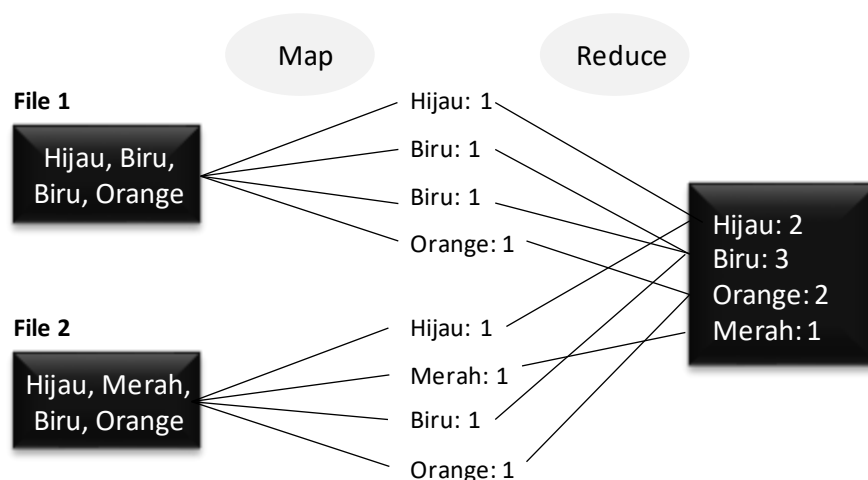 Map
Reduce
File 1
Hijau, Biru,
Biru, Orange
Hijau: 1
Biru: 1
Biru: 1
Orange: 1
File 2
Hijau, Merah,
Biru, Orange
Hijau: 1
Merah: 1
Biru: 1
Orange: 1
Hijau: 2
Biru: 3
Orange: 2
Merah: 1